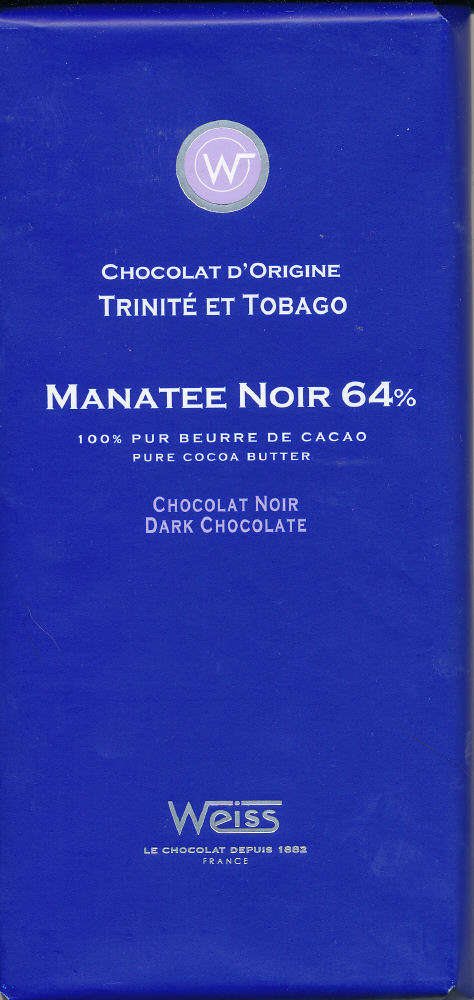 W
CHOCOLAT D'ORIGINE
TRINITÉ ET TOBAGO
MANATEE NOIR 64%
100% PUR BEURRE DE CACAO
PURE COCOA BUTTER
CHOCOLAT NOIR
DARK CHOCOLATE
Weiss
LE CHOCOLAT DEPUIS 1882
FRANCE